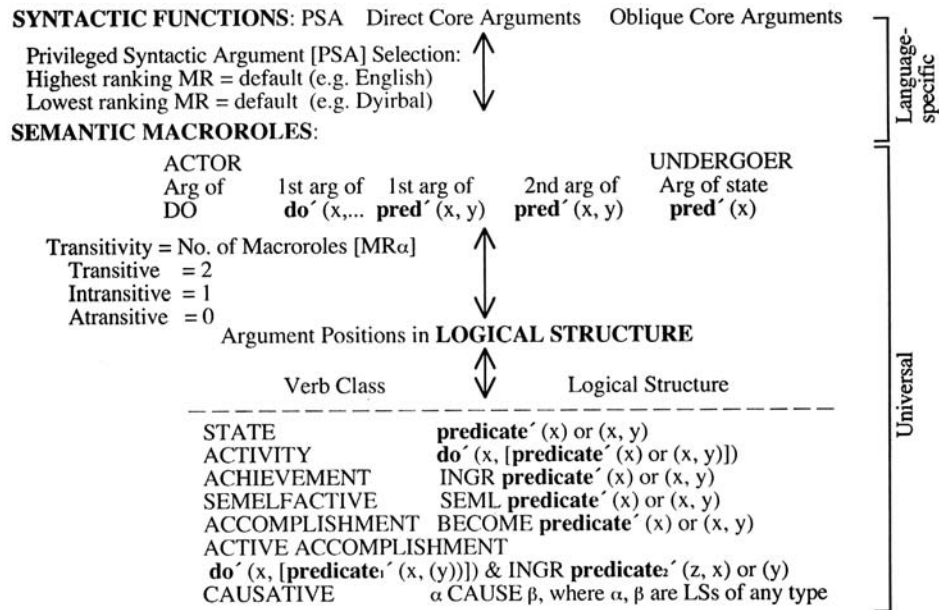 SYNTACTIC FUNCTIONS: PSA Direct Core Arguments Oblique Core Arguments
Privileged Syntactic Argument [PSA] Selection:
Highest ranking MR = default (e.g. English)
Lowest ranking MR = default (e.g. Dyirbal)
Language-specific
SEMANTIC MACROROLES:
ACTOR UNDERGOER
Arg of 1st arg of 1st arg of 2nd arg of Arg of state
DO do´ (x,... pred´ (x, y) pred´ (x, y) pred´ (x)
Transitivity = No. of Macroroles [MRα]
Transitive = 2
Intransitive = 1
Atransitive = 0
Argument Positions in LOGICAL STRUCTURE
Verb Class Logical Structure
Universal
STATE predicate´ (x) or (x, y)
ACTIVITY do´ (x, [predicate´ (x) or (x, y)])
ACHIEVEMENT INGR predicate´ (x) or (x, y)
SEMELFACTIVE SEML predicate´ (x) or (x, y)
ACCOMPLISHMENT BECOME predicate´ (x) or (x, y)
ACTIVE ACCOMPLISHMENT
do´ (x, [predicate₁´ (x, (y))]) & INGR predicate₂´ (z, x) or (y)
CAUSATIVE α CAUSE β, where α, β are LSs of any type